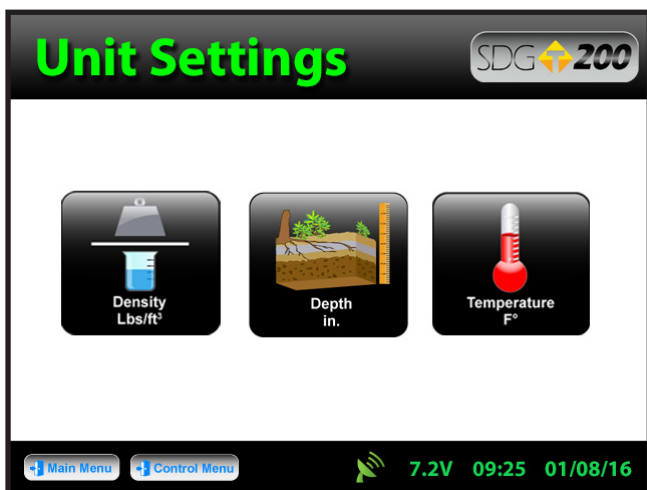 Unit Settings
SDG 200
Density
Lbs/ft³
Depth
in.
Temperature
F°
Main Menu
Control Menu
7.2V 09:25 01/08/16